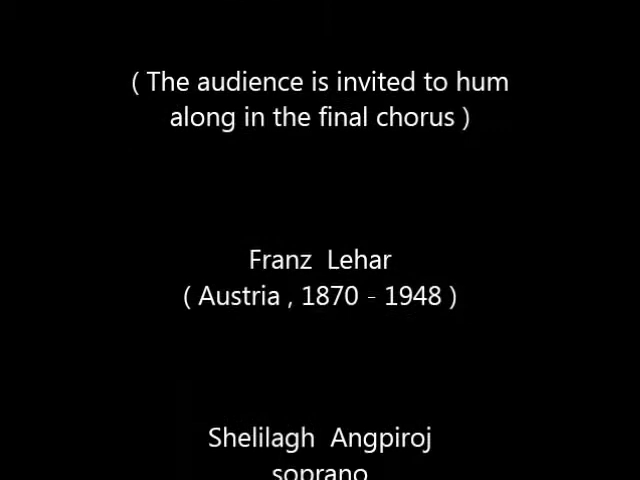 ( The audience is invited to hum
along in the final chorus )
Franz Lehar
( Austria , 1870 - 1948 )
Shelilagh Angpiroj
soprano